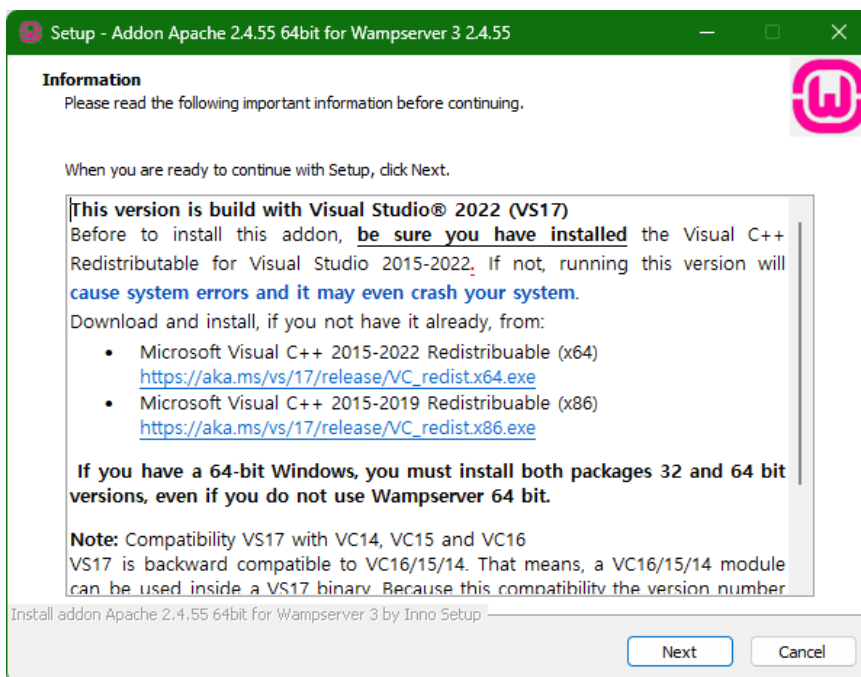 Setup - Addon Apache 2.4.55 64bit for Wampserver 3 2.4.55
Information
Please read the following important information before continuing.
When you are ready to continue with Setup, click Next.
This version is build with Visual Studio® 2022 (VS17)
Before to install this addon, be sure you have installed the Visual C++
Redistributable for Visual Studio 2015-2022. If not, running this version will
cause system errors and it may even crash your system.
Download and install, if you not have it already, from:
• Microsoft Visual C++ 2015-2022 Redistribuable (x64)
https://aka.ms/vs/17/release/VC_redist.x64.exe
• Microsoft Visual C++ 2015-2019 Redistribuable (x86)
https://aka.ms/vs/17/release/VC_redist.x86.exe
If you have a 64-bit Windows, you must install both packages 32 and 64 bit
versions, even if you do not use Wampserver 64 bit.
Note: Compatibility VS17 with VC14, VC15 and VC16
VS17 is backward compatible to VC16/15/14. That means, a VC16/15/14 module
can be used inside a VS17 binary. Because this compatibility the version number
Install addon Apache 2.4.55 64bit for Wampserver 3 by Inno Setup
Next
Cancel